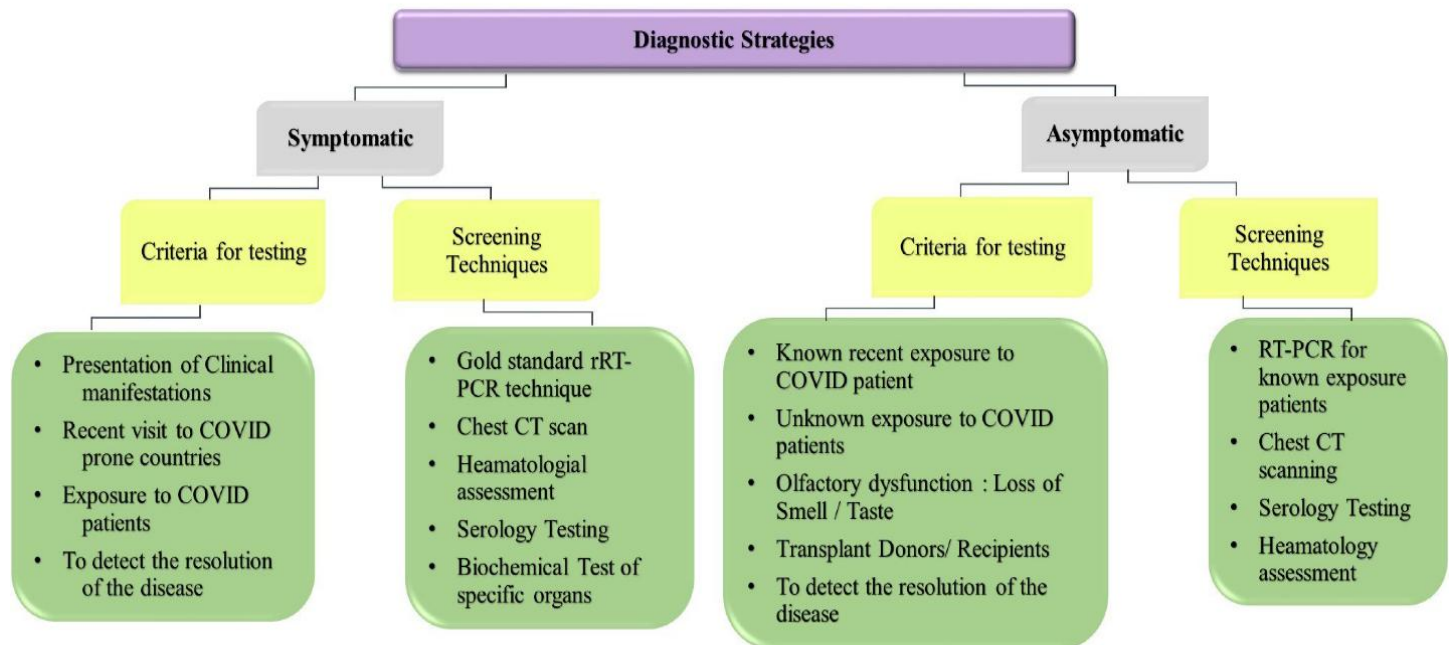 Diagnostic Strategies
Symptomatic
Asymptomatic
Criteria for testing
Screening
Techniques
Criteria for testing
Screening
Techniques
• Presentation of Clinical
manifestations
• Recent visit to COVID
prone countries
• Exposure to COVID
patients
• To detect the resolution
of the disease
• Gold standard rRT-
PCR technique
• Chest CT scan
• Heamatologial
assessment
• Serology Testing
• Biochemical Test of
specific organs
• Known recent exposure to
COVID patient
• Unknown exposure to COVID
patients
• Olfactory dysfunction : Loss of
Smell / Taste
• Transplant Donors/ Recipients
• To detect the resolution of the
disease
• RT-PCR for
known exposure
patients
• Chest CT
scanning
• Serology Testing
• Heamatology
assessment